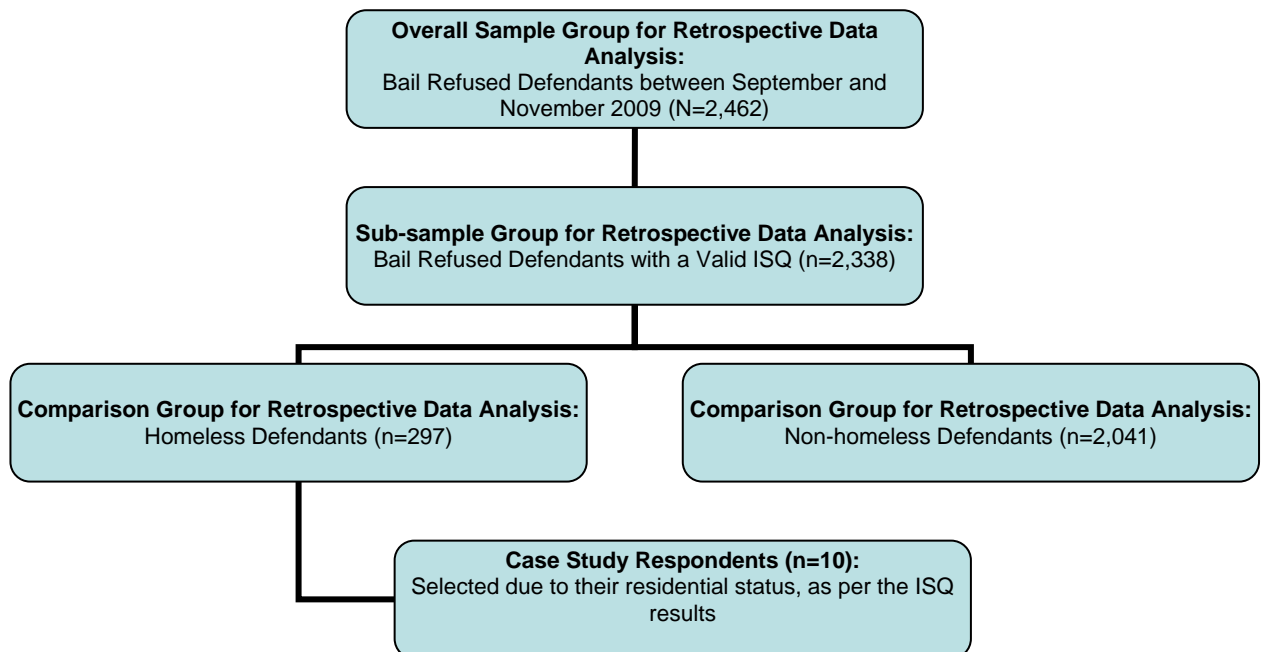 Overall Sample Group for Retrospective Data
Analysis:
Bail Refused Defendants between September and
November 2009 (N=2,462)
Sub-sample Group for Retrospective Data Analysis:
Bail Refused Defendants with a Valid ISQ (n=2,338)
Comparison Group for Retrospective Data Analysis:
Homeless Defendants (n=297)
Comparison Group for Retrospective Data Analysis:
Non-homeless Defendants (n=2,041)
Case Study Respondents (n=10):
Selected due to their residential status, as per the ISQ
results